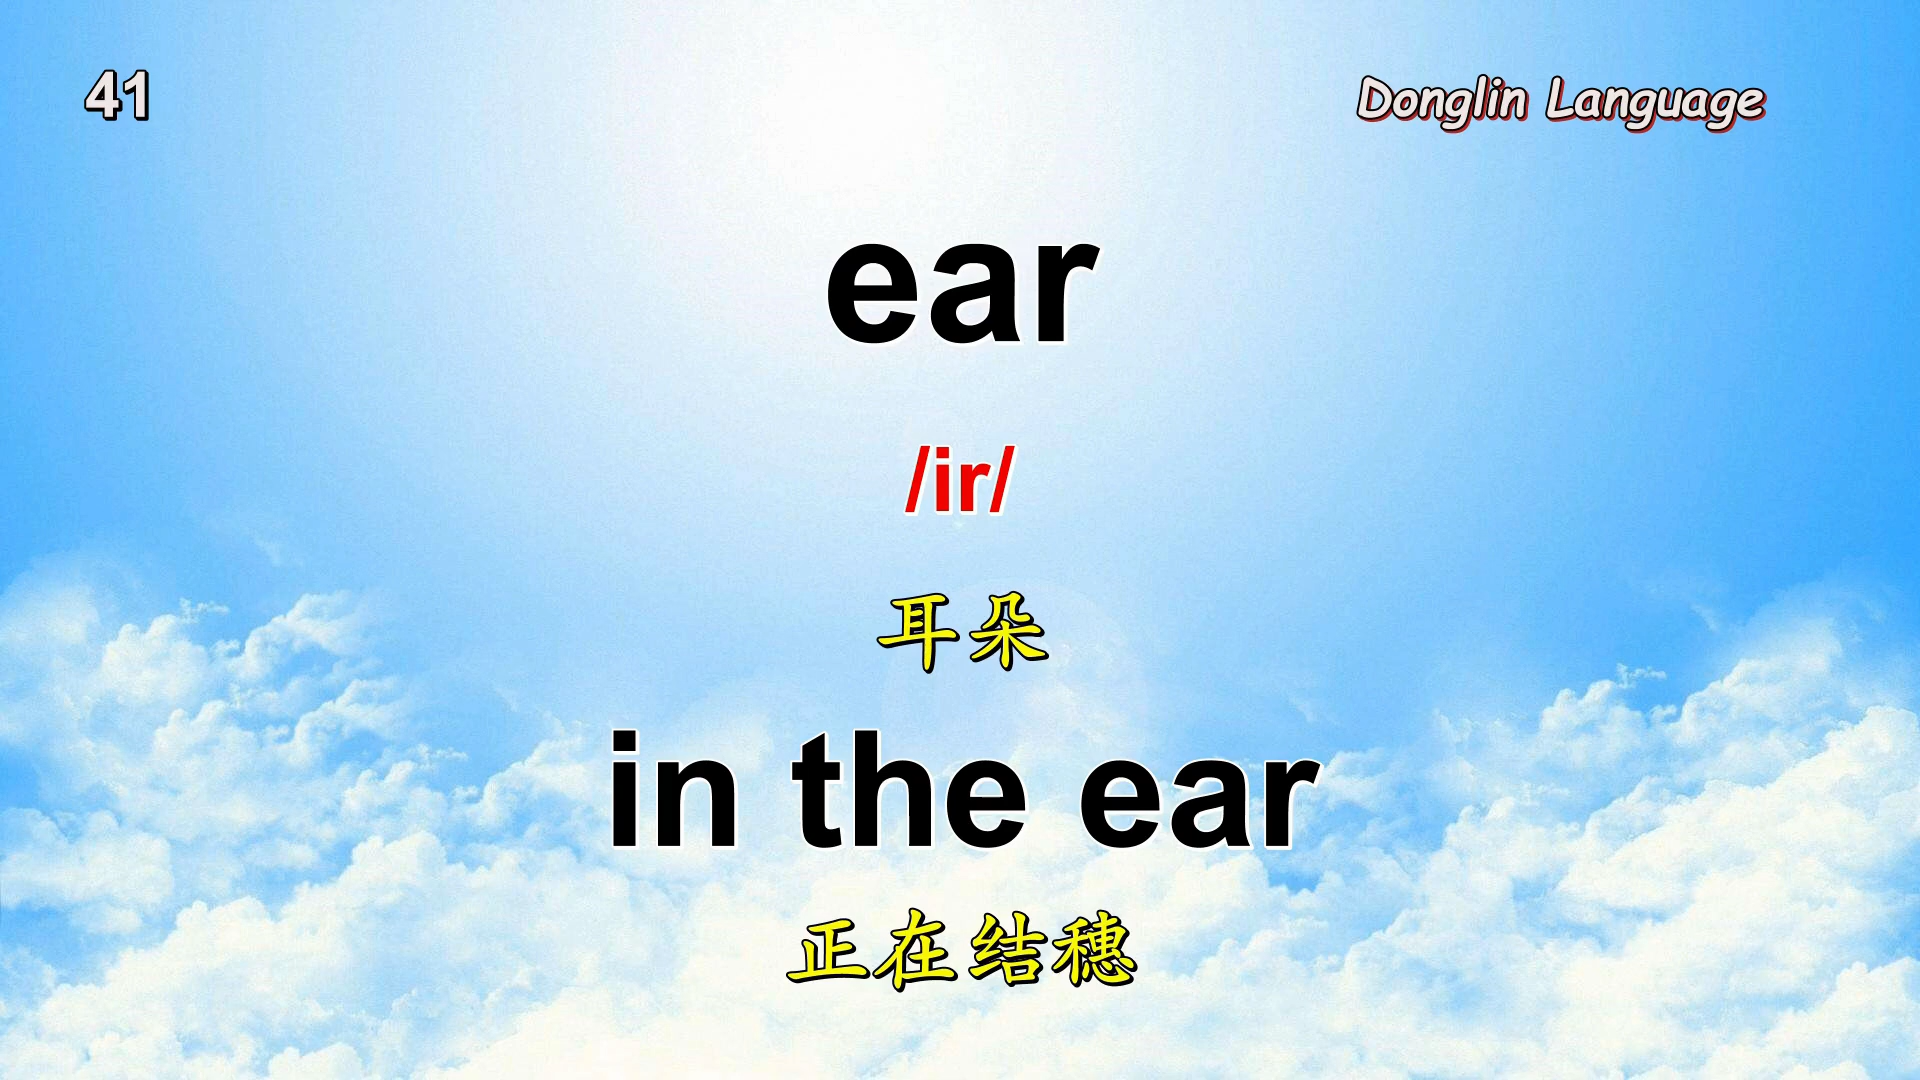 41
Donglin Language
ear
/ir/
耳朵
in the ear
正在结穗